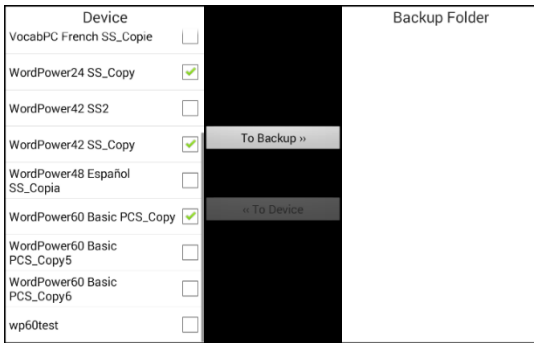 Device
VocabPC French SS_Copie
WordPower24 SS_Copy
WordPower42 SS2
WordPower42 SS_Copy
WordPower48 Español
SS_Copia
WordPower60 Basic PCS_Copy
WordPower60 Basic
PCS_Copy5
WordPower60 Basic
PCS_Copy6
wp60test
To Backup »
« To Device
Backup Folder